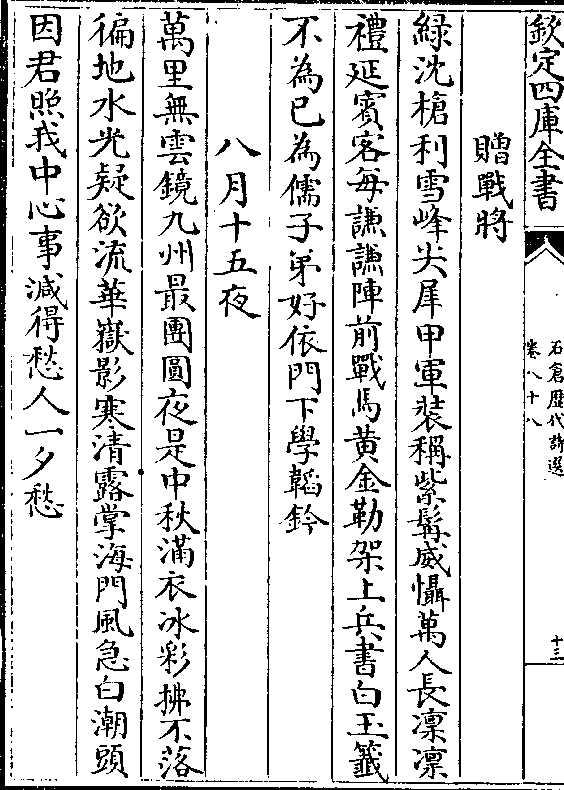 欽定四庫全書
石倉歷代詩選
卷八十八
十三
贈戰將
綠沈槍利雪峰尖犀甲軍裝稱紫髯威懾萬人長凛凛
禮延賓客每謙謙陣前戰馬黄金勒架上兵書白玉籖
不為已為儒子弟好依門下學韜鈐
八月十五夜
萬里無雲鏡九州最團圓夜是中秋滿衣冰彩拂不落
徧地水光疑欲流華嶽影寒清露掌海門風急白潮頭
因君照我中心事減得愁人一夕愁